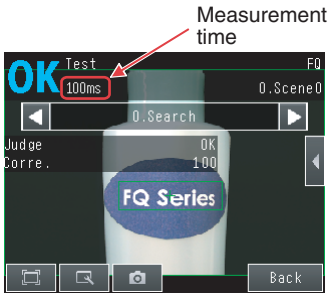 Measurement
time
OK Test FQ
100ms 0.Scene0
0.Search
Judge OK
Corre. 100
FQ Series
Back